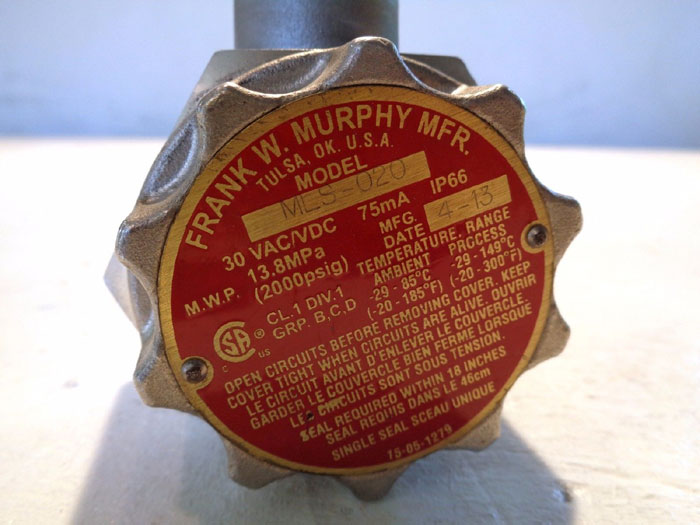 FRANK W. MURPHY MFR.
TULSA, OK. U.S.A.
MODEL
MLS-020
30 VAC/VDC 75mA IP66
M.W.P. 13.8MPa
(2000psig)
MFG. DATE 4-13
CL.1 DIV.1
GRP. B,C,D
TEMPERATURE RANGE
AMBIENT PROCESS
-29 - 85°C -29 - 149°C
(-20 - 185°F) (-20 - 300°F)
CSA ®
C US
OPEN CIRCUITS BEFORE REMOVING COVER. KEEP
COVER TIGHT WHEN CIRCUITS ARE ALIVE. OUVRIR
LE CIRCUIT AVANT D'ENLEVER LE COUVERCLE.
GARDER LE COUVERCLE BIEN FERME LORSQUE
LES CIRCUITS SONT SOUS TENSION.
SEAL REQUIRED WITHIN 18 INCHES
SEAL REQUIS DANS LE 46cm
SINGLE SEAL SCEAU UNIQUE
15-05-1279